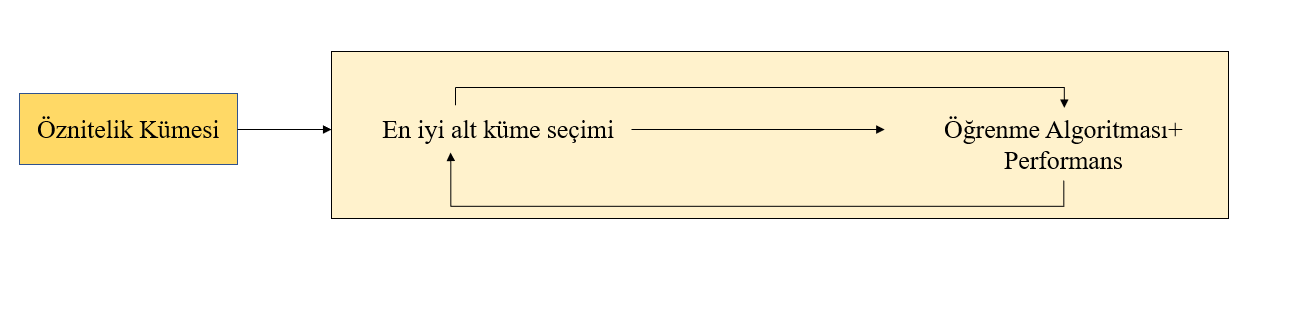 Öznitelik Kümesi
En iyi alt küme seçimi
Öğrenme Algoritması+
Performans